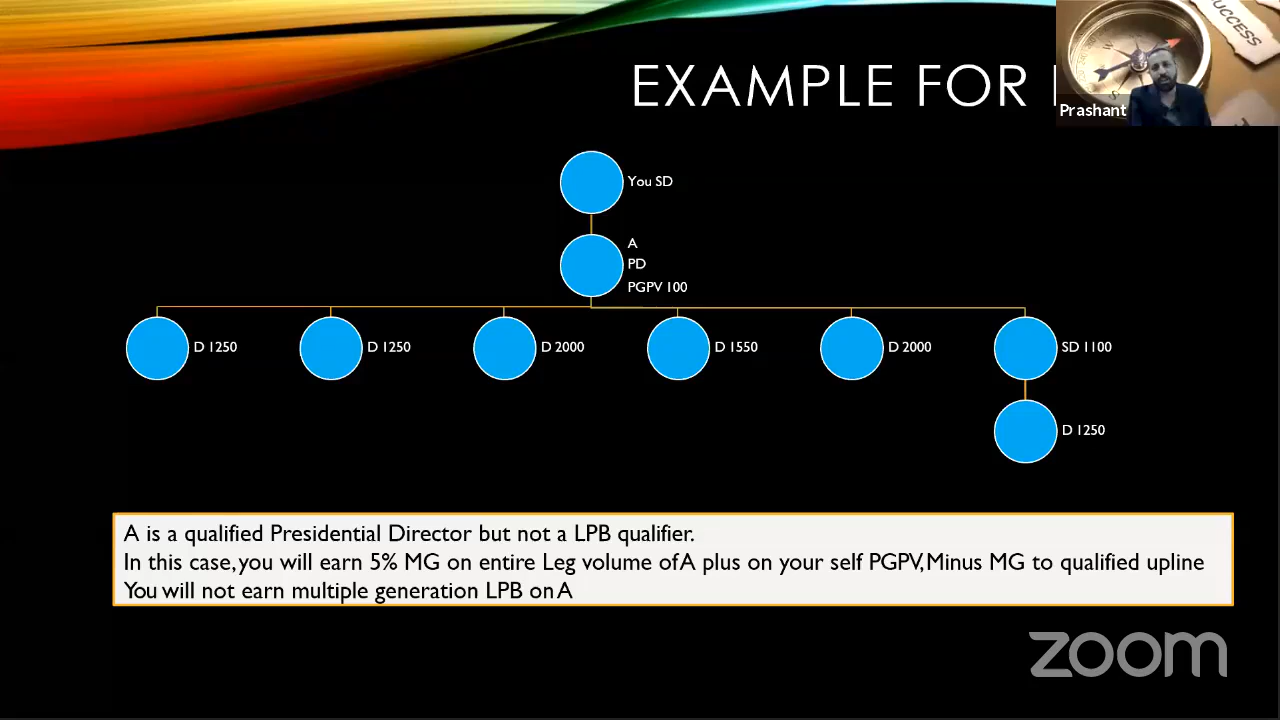 EXAMPLE FOR
SUCCESS
Prashant
You SD
A
PD
PGPV 100
D 1250
D 1250
D 2000
D 1550
D 2000
SD 1100
D 1250
A is a qualified Presidential Director but not a LPB qualifier.
In this case,you will earn 5% MG on entire Leg volume of A plus on your self PGPV,Minus MG to qualified upline
You will not earn multiple generation LPB on A
zoom